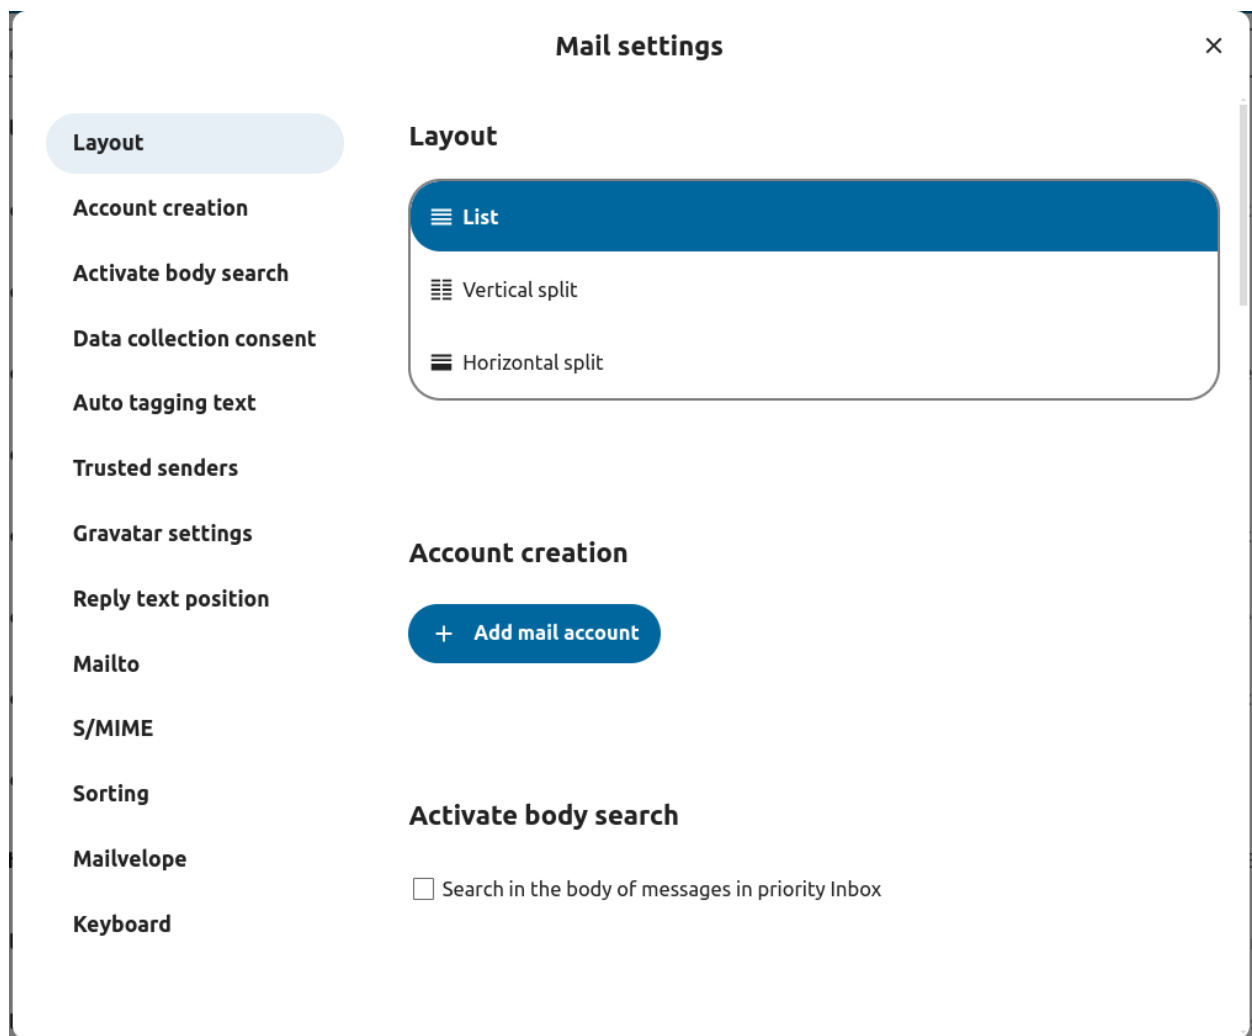 Mail settings
Layout
Account creation
Activate body search
Data collection consent
Auto tagging text
Trusted senders
Gravatar settings
Reply text position
Mailto
S/MIME
Sorting
Mailvelope
Keyboard
Layout
List
Vertical split
Horizontal split
Account creation
+ Add mail account
Activate body search
Search in the body of messages in priority Inbox